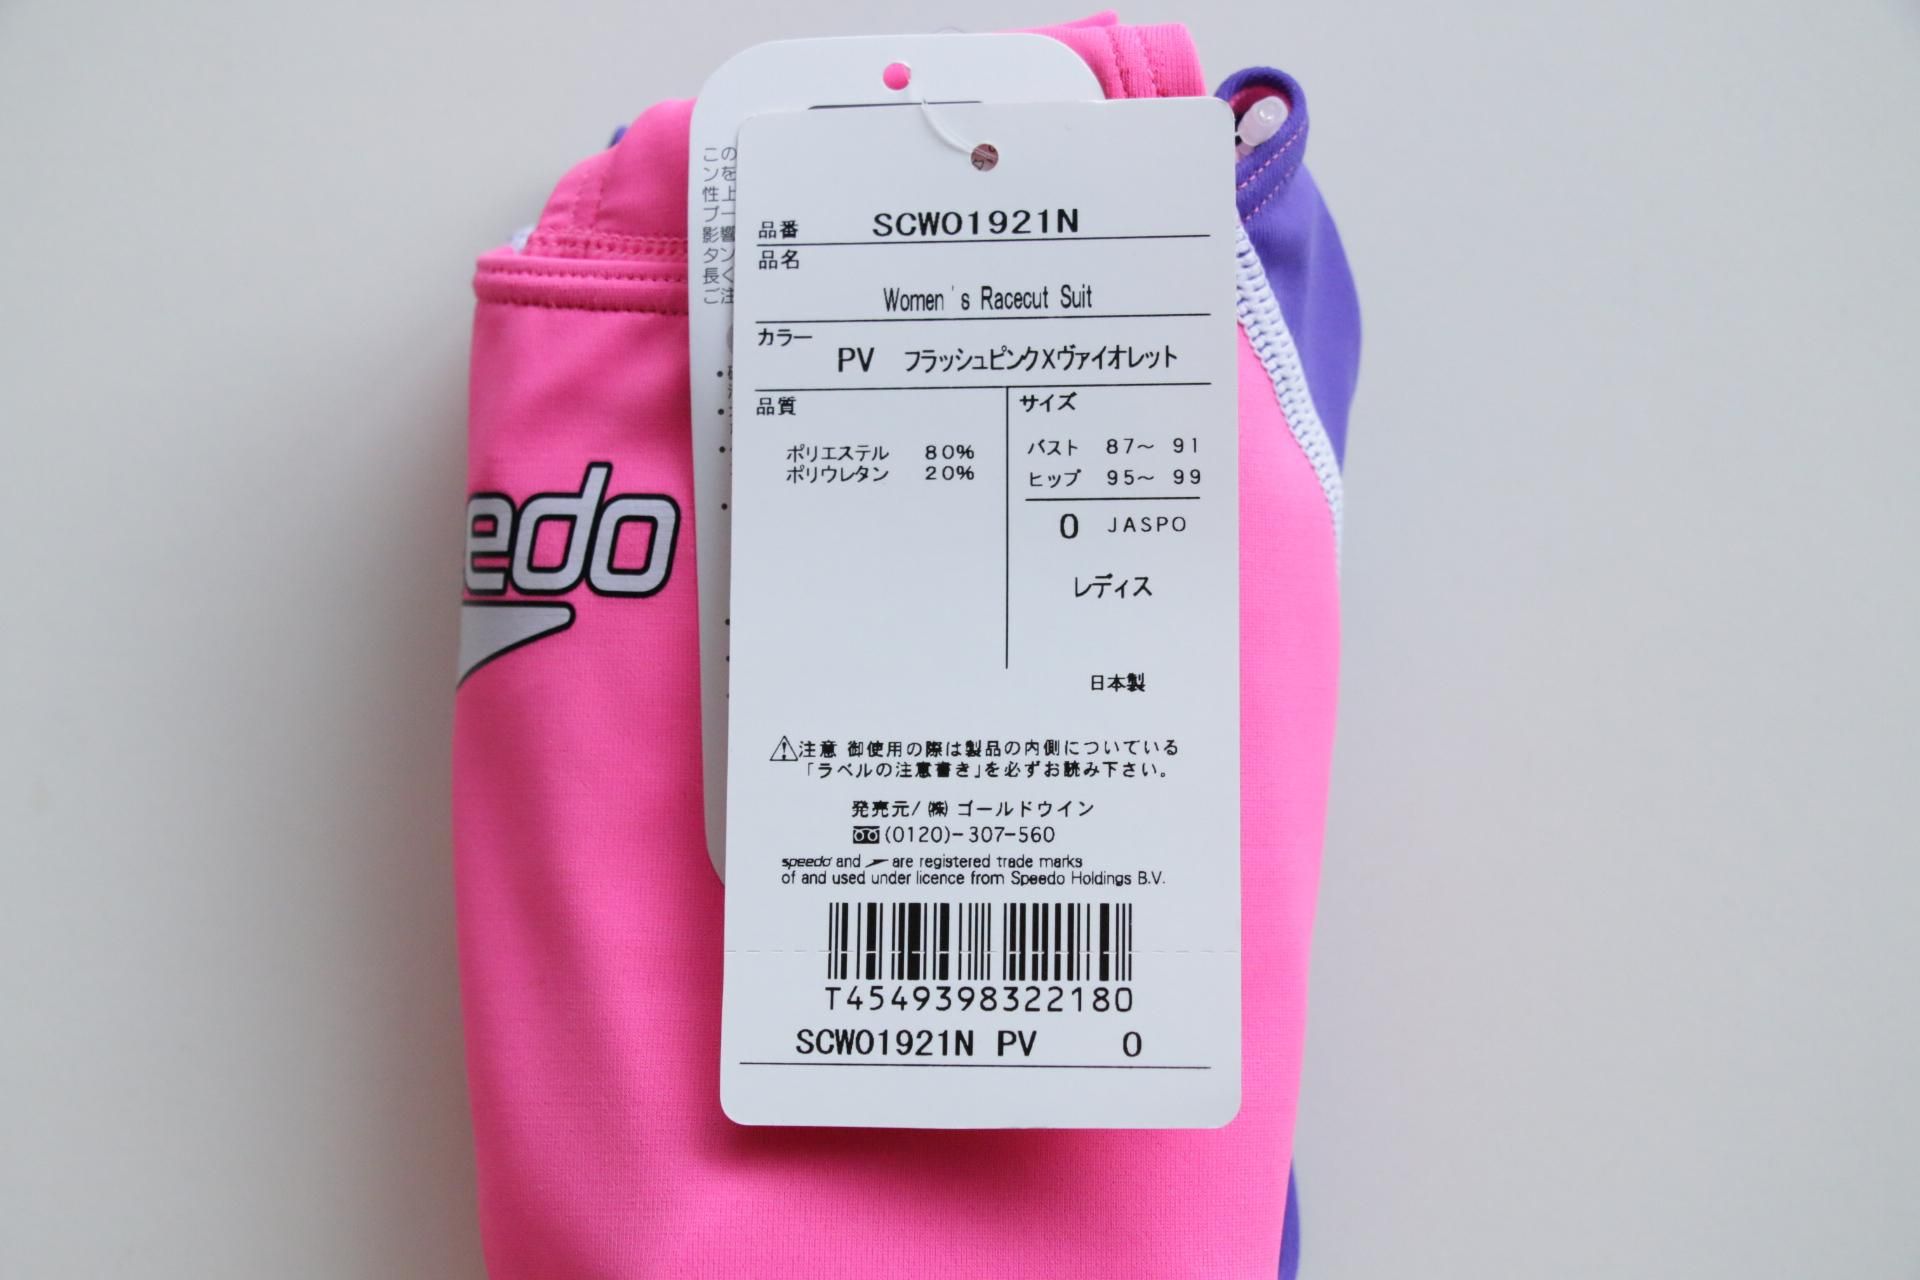 この
ンを
性上
プー
影響
タン
長く
ご注
edo
品番 SCW01921N
品名
Women's Racecut Suit
カラー
PV フラッシュピンク×ヴァイオレット
品質
ポリエステル 80%
ポリウレタン 20%
サイズ
バスト 87～ 91
ヒップ 95～ 99
O JASPO
レディス
日本製
⚠注意 御使用の際は製品の内側についている
「ラベルの注意書き」を必ずお読み下さい。
発売元/㈱ゴールドウイン
(0120)-307-560
speedo and are registered trade marks
of and used under licence from Speedo Holdings B.V.
T4549398322180
SCW01921N PV O